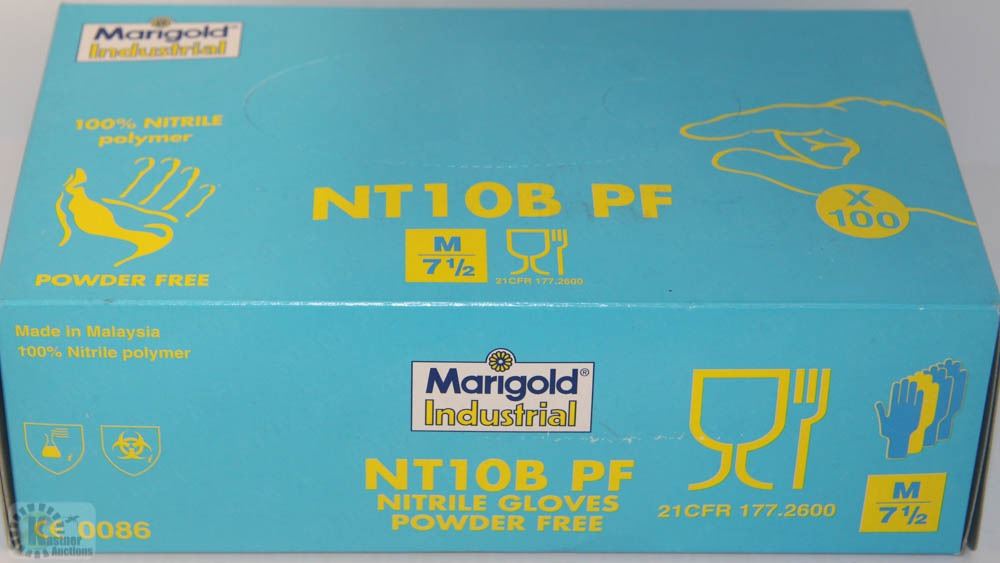 Marigold®
Industrial
100% NITRILE
polymer
POWDER FREE
NT10B PF
M
7 1/2
21CFR 177.2600
X
100
Made in Malaysia
100% Nitrile polymer
Marigold®
Industrial
NT10B PF
NITRILE GLOVES
POWDER FREE
21CFR 177.2600
M
7 1/2
i
CE 0086
Kastner
Auctions